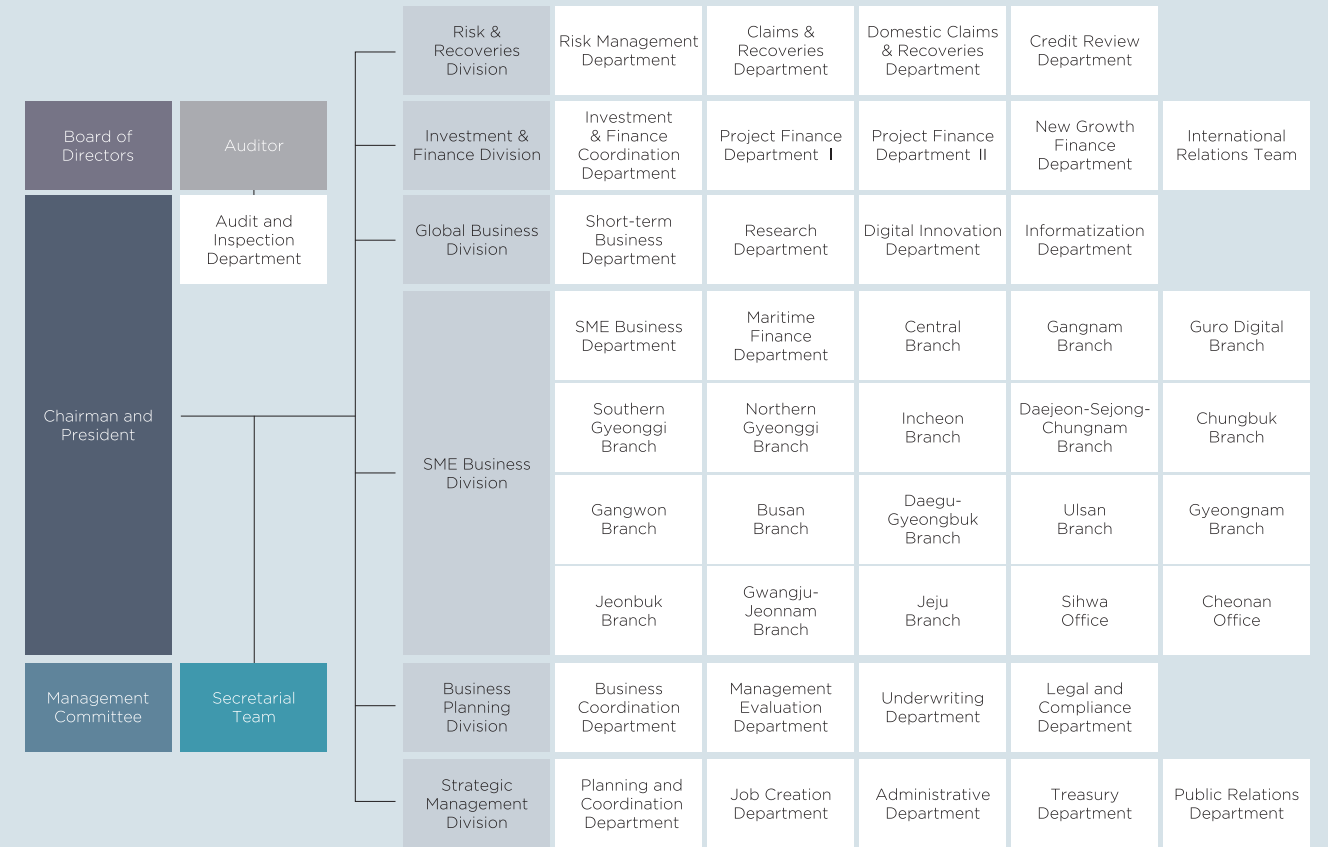 Board of
Directors
Auditor
Audit and
Inspection
Department
Chairman and
President
Management
Committee
Secretarial
Team
Risk &
Recoveries
Division
Risk Management
Department
Claims &
Recoveries
Department
Domestic Claims
& Recoveries
Department
Credit Review
Department
Investment &
Finance Division
Investment
& Finance
Coordination
Department
Project Finance
Department I
Project Finance
Department II
New Growth
Finance
Department
International
Relations Team
Global Business
Division
Short-term
Business
Department
Research
Department
Digital Innovation
Department
Informatization
Department
SME Business
Division
SME Business
Department
Maritime
Finance
Department
Central
Branch
Gangnam
Branch
Guro Digital
Branch
Southern
Gyeonggi
Branch
Northern
Gyeonggi
Branch
Incheon
Branch
Daejeon-Sejong-
Chungnam
Branch
Chungbuk
Branch
Gangwon
Branch
Busan
Branch
Daegu-
Gyeongbuk
Branch
Ulsan
Branch
Gyeongnam
Branch
Jeonbuk
Branch
Gwangju-
Jeonnam
Branch
Jeju
Branch
Sihwa
Office
Cheonan
Office
Business
Planning
Division
Business
Coordination
Department
Management
Evaluation
Department
Underwriting
Department
Legal and
Compliance
Department
Strategic
Management
Division
Planning and
Coordination
Department
Job Creation
Department
Administrative
Department
Treasury
Department
Public Relations
Department